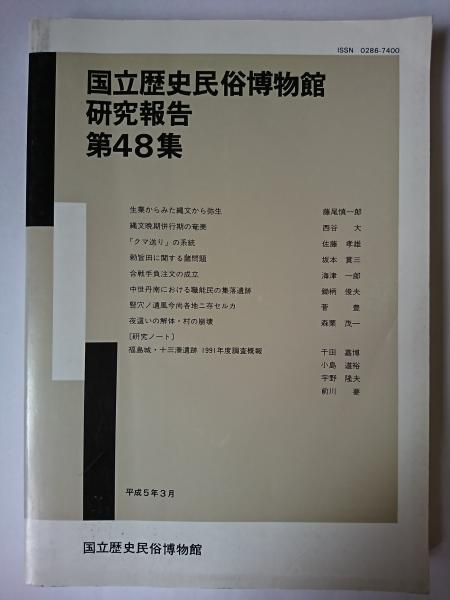 ISSN 0286-7400
国立歴史民俗博物館
研究報告
第48集
生業からみた縄文から弥生 藤尾慎一郎
縄文晩期併行期の奄美 西谷 大
「クマ送り」の系統 佐藤 孝雄
勅旨田に関する諸問題 坂本 賞三
合戦手負注文の成立 海津 一郎
中世丹南における職能民の集落遺跡 鋤柄 俊夫
竪穴ノ遺風今尚各地ニ存セルカ 菅 豊
夜這いの解体・村の崩壊 森栗 茂一
〔研究ノート〕
福島城・十三湊遺跡 1991年度調査概報 千田 嘉博
小島 道裕
宇野 隆夫
前川 要
平成5年3月
国立歴史民俗博物館